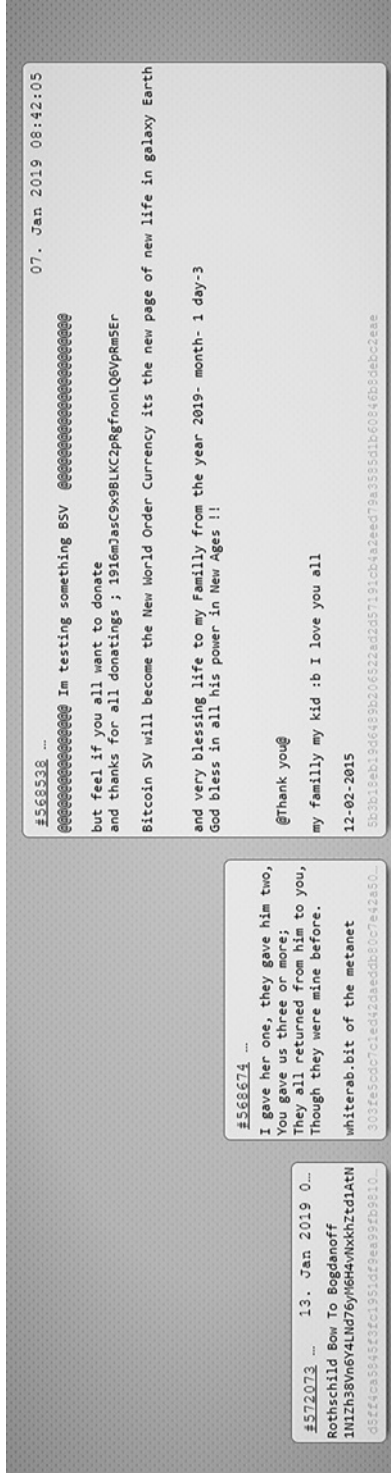 #572073 … 13. Jan 2019 0…
Rothschild Bow To Bogdanoff
1N1Zh38Vn6Y4LNd76yM6H4vNxkhZtd1AtN
d5ff4ca5845f3fc1951df9ea99fb9810…
#568674 …
I gave her one, they gave him two,
You gave us three or more;
They all returned from him to you,
Though they were mine before.
whiterab.bit of the metanet
303fe5cdc7c1ed42daeddb80c7e42a50…
#568538 … 07. Jan 2019 08:42:05
@@@@@@@@@@@@@@@ Im testing something BSV @@@@@@@@@@@@@@@@@@@@@@
but feel if you all want to donate
and thanks for all donatings ; 1916mJasC9x9BLKC2pRgfnonLQ6VpRm5Er
Bitcoin SV will become the New World Order Currency its the new page of new life in galaxy Earth
and very blessing life to my Familly from the year 2019- month- 1 day-3
God bless in all his power in New Ages !!
@Thank you@
my familly my kid :b I love you all
12-02-2015
5b3b18eb19d6489b206522ad2d57191cb4a2eed79a3585d1b60846b8debc2eae